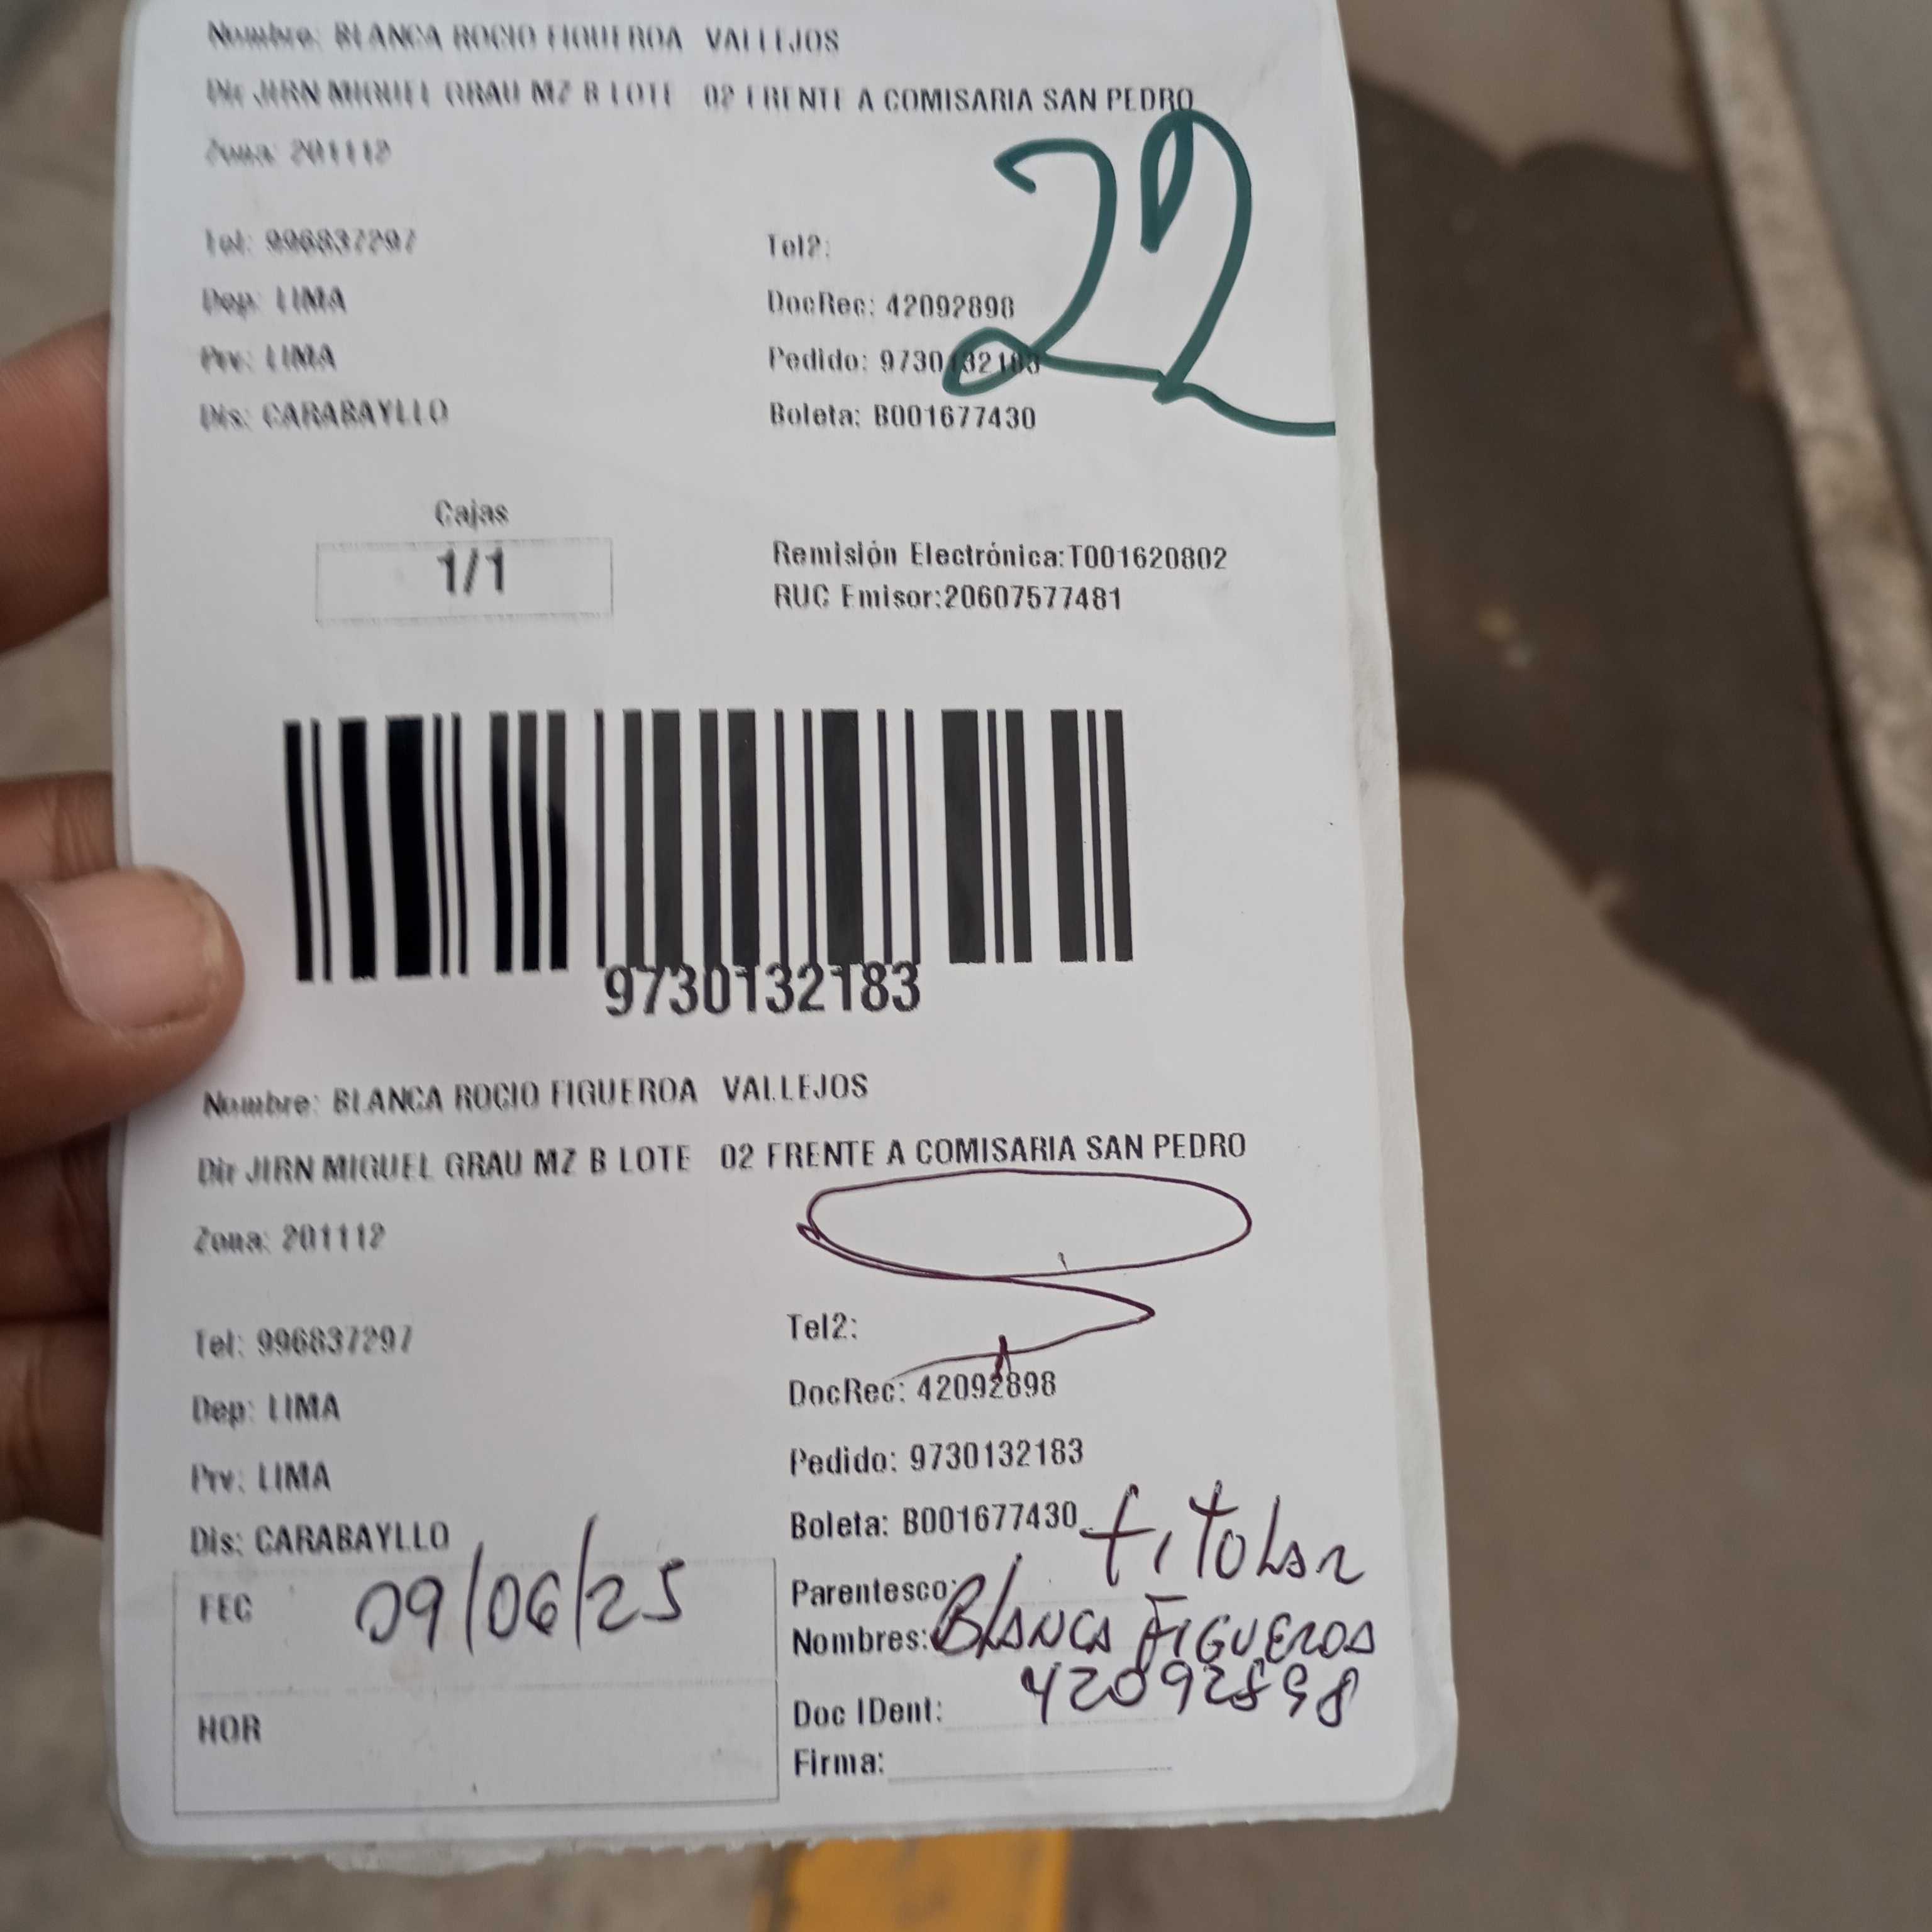 Nombre: BLANCA ROCIO FIGUEROA VALLEJOS
Dir JIRN MIGUEL GRAU MZ B LOTE 02 FRENTE A COMISARIA SAN PEDRO
Zona: 201112
22
Tel: 996837297 Tel2:
Dep: LIMA DocRec: 42092898
Prv: LIMA Pedido: 9730132183
Dis: CARABAYLLO Boleta: B001677430
Cajas
1/1
Remisión Electrónica:T001620802
RUC Emisor:20607577481
9730132183
Nombre: BLANCA ROCIO FIGUEROA VALLEJOS
Dir JIRN MIGUEL GRAU MZ B LOTE 02 FRENTE A COMISARIA SAN PEDRO
Zona: 201112
Tel: 996837297 Tel2:
Dep: LIMA DocRec: 42092898
Prv: LIMA Pedido: 9730132183
Dis: CARABAYLLO Boleta: B001677430
FEC 09/06/25
HOR
Parentesco: titolar
Nombres: Blanca Figueroa
Doc IDent: 42092898
Firma: